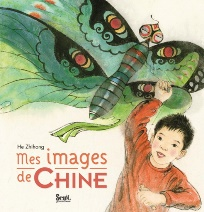 He Zhihong
Mes images
de CHINE
Seuil